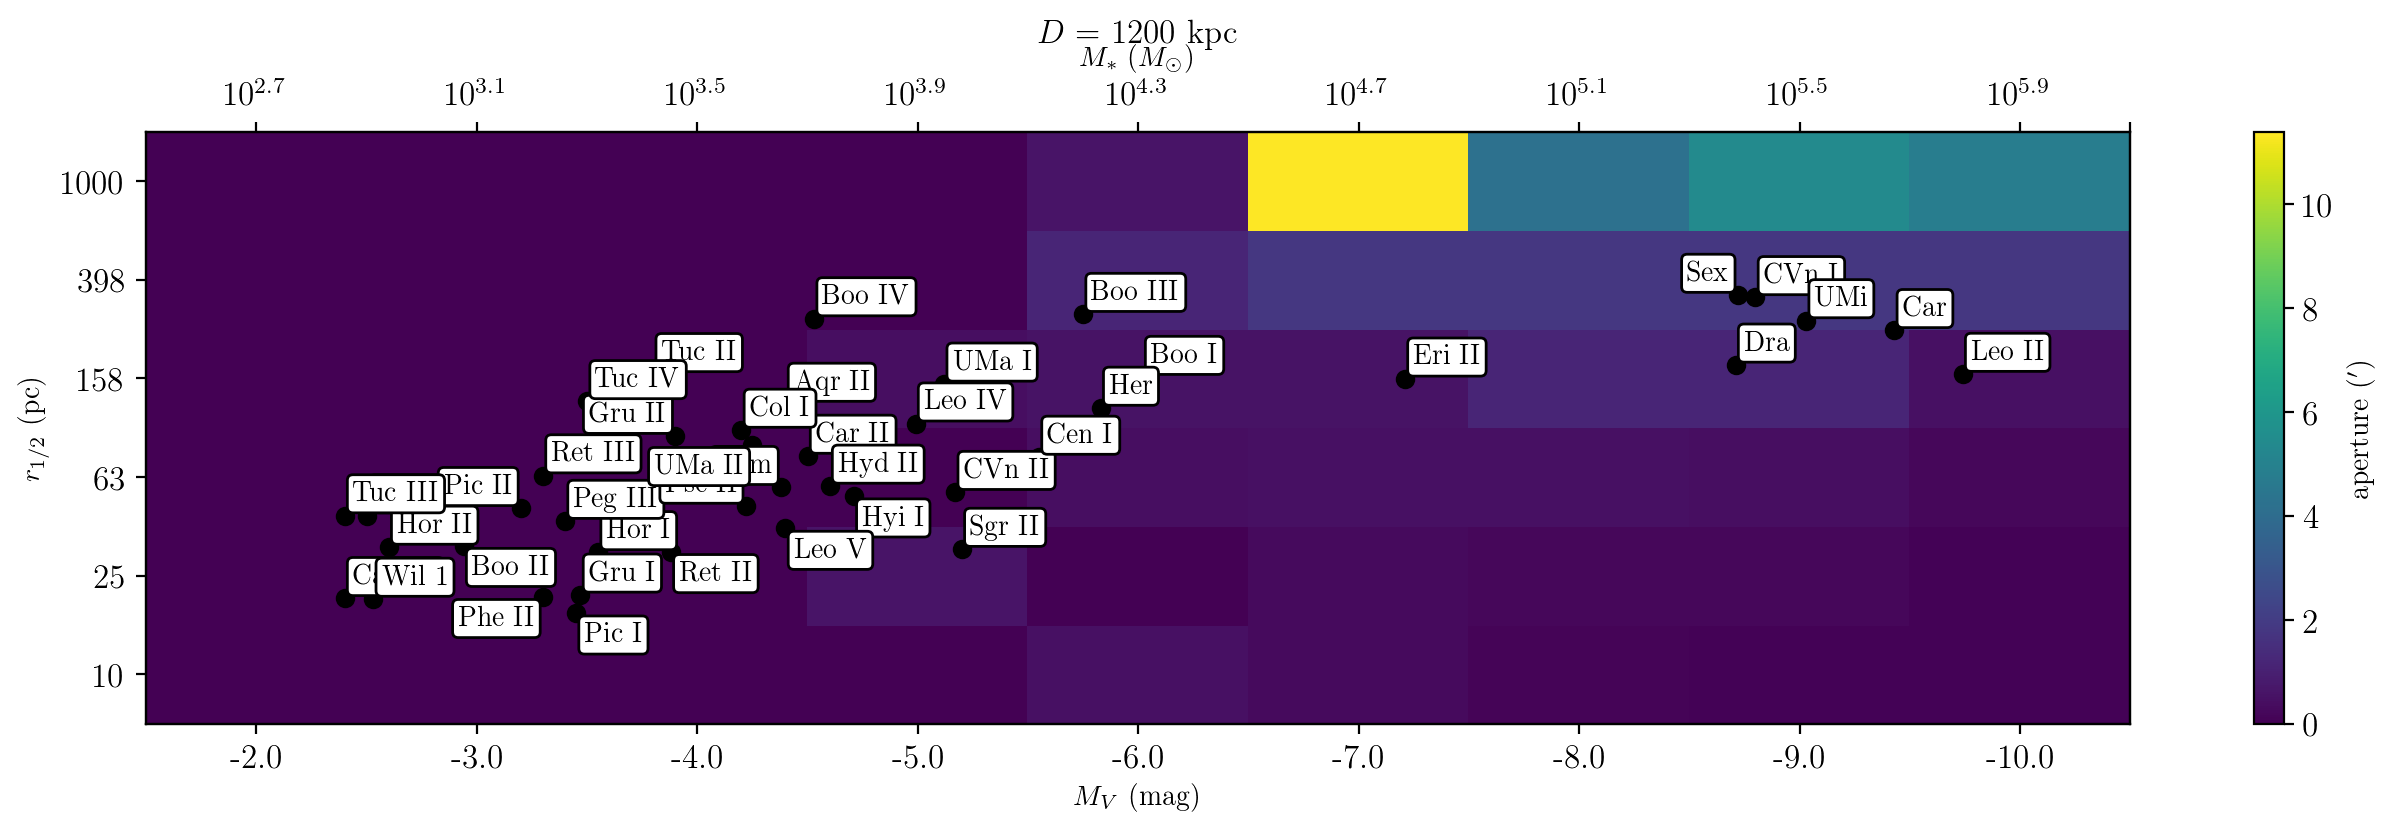 D = 1200 kpc
M* (M⊙)
10^2.7 10^3.1 10^3.5 10^3.9 10^4.3 10^4.7 10^5.1 10^5.5 10^5.9
1000
398
158
63
25
10
r1/2 (pc)
Sex
CVn I
UMi
Car
Boo IV
Boo III
Dra
Leo II
Tuc II
UMa I
Boo I
Eri II
Tuc IV
Aqr II
Her
Gru II
Col I
Leo IV
Ret III
Car II
Cen I
UMa II
Hyd II
CVn II
Tuc III
Pic II
Peg III
Hor II
Hor I
Hyi I
Sgr II
Boo II
Leo V
Wil 1
Gru I
Ret II
Phe II
Pic I
-2.0 -3.0 -4.0 -5.0 -6.0 -7.0 -8.0 -9.0 -10.0
MV (mag)
10
8
6
4
2
0
aperture (′)